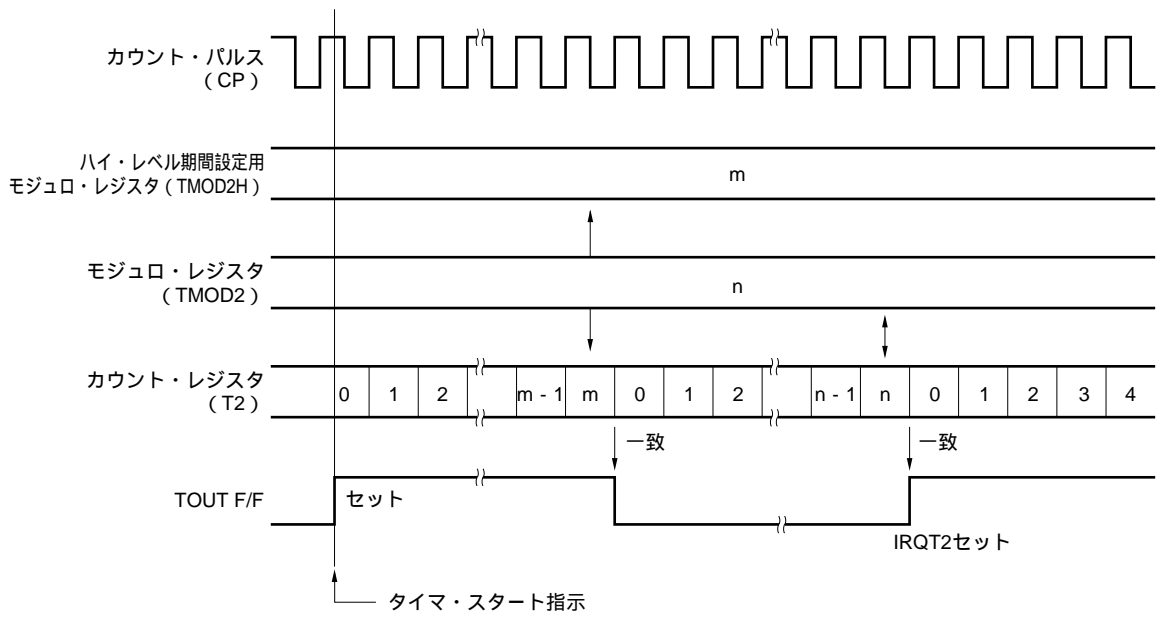 カウント・パルス
（CP）
ハイ・レベル期間設定用
モジュロ・レジスタ（TMOD2H）
m
モジュロ・レジスタ
（TMOD2）
n
カウント・レジスタ
（T2）
0 1 2 m - 1 m 0 1 2 n - 1 n 0 1 2 3 4
一致 一致
TOUT F/F
セット
IRQT2セット
タイマ・スタート指示